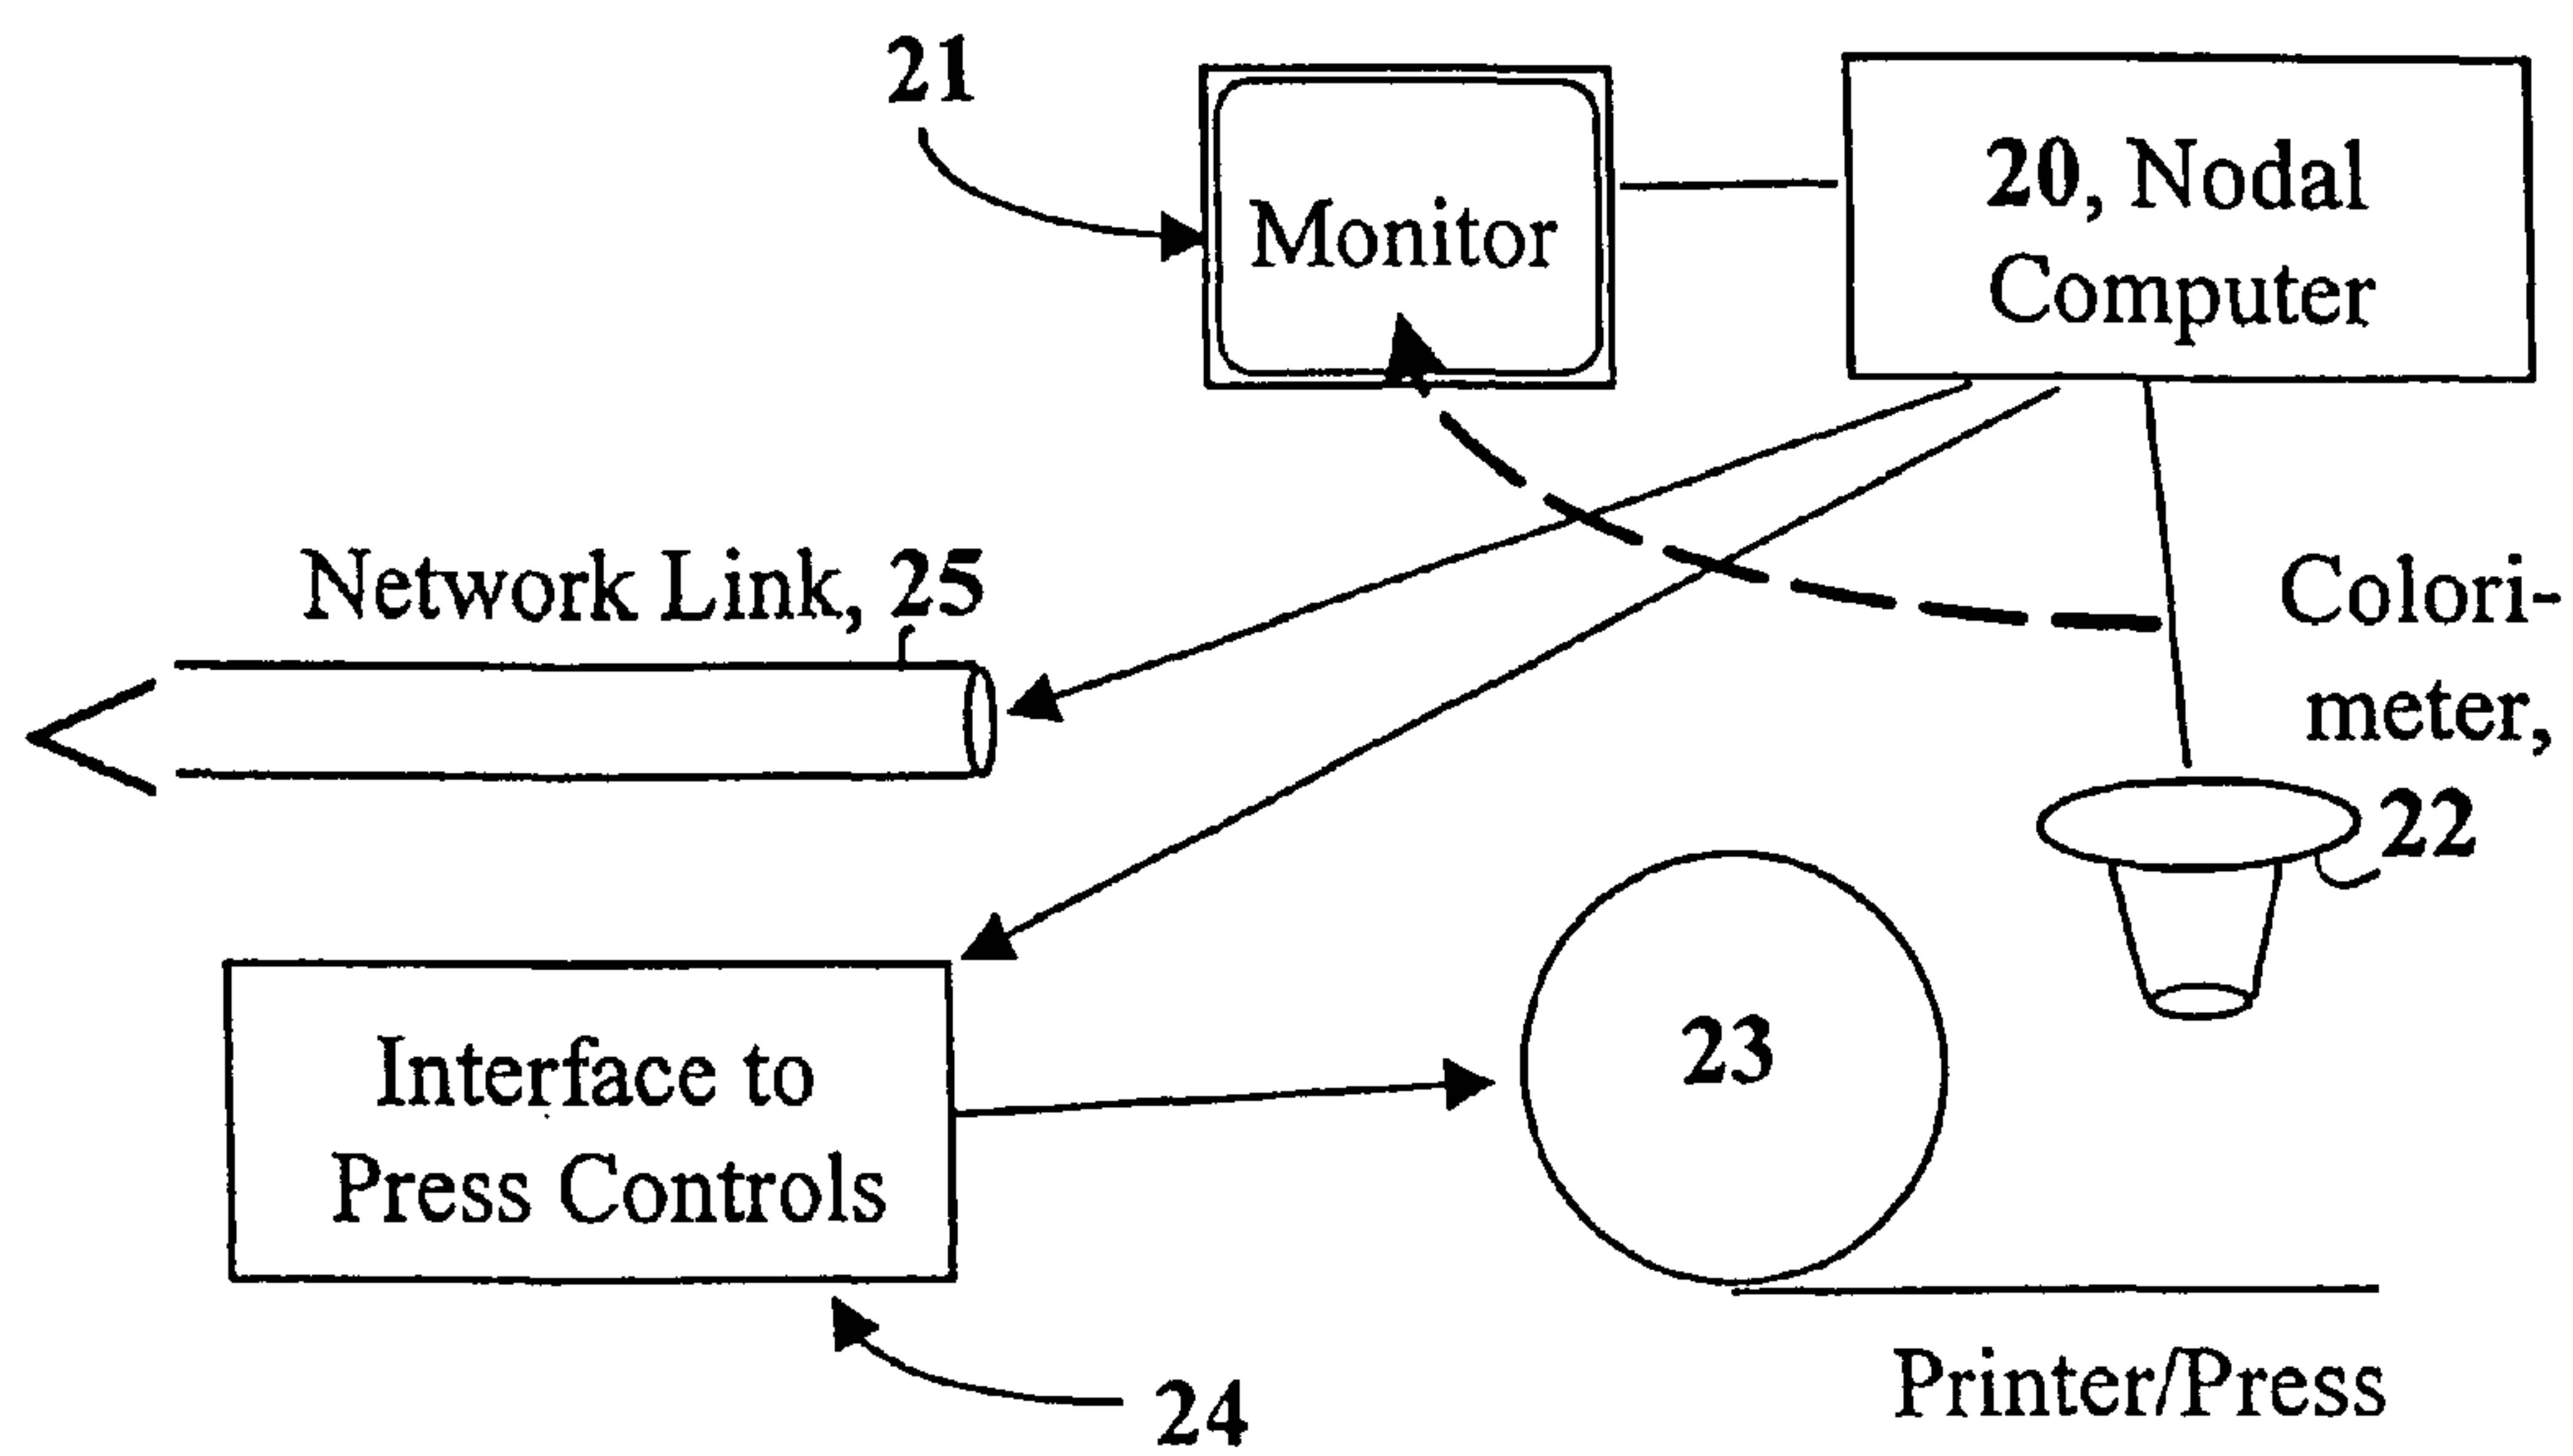 21
Monitor
20, Nodal
Computer
Network Link, 25
Colori-
meter,
22
23
Interface to
Press Controls
24
Printer/Press